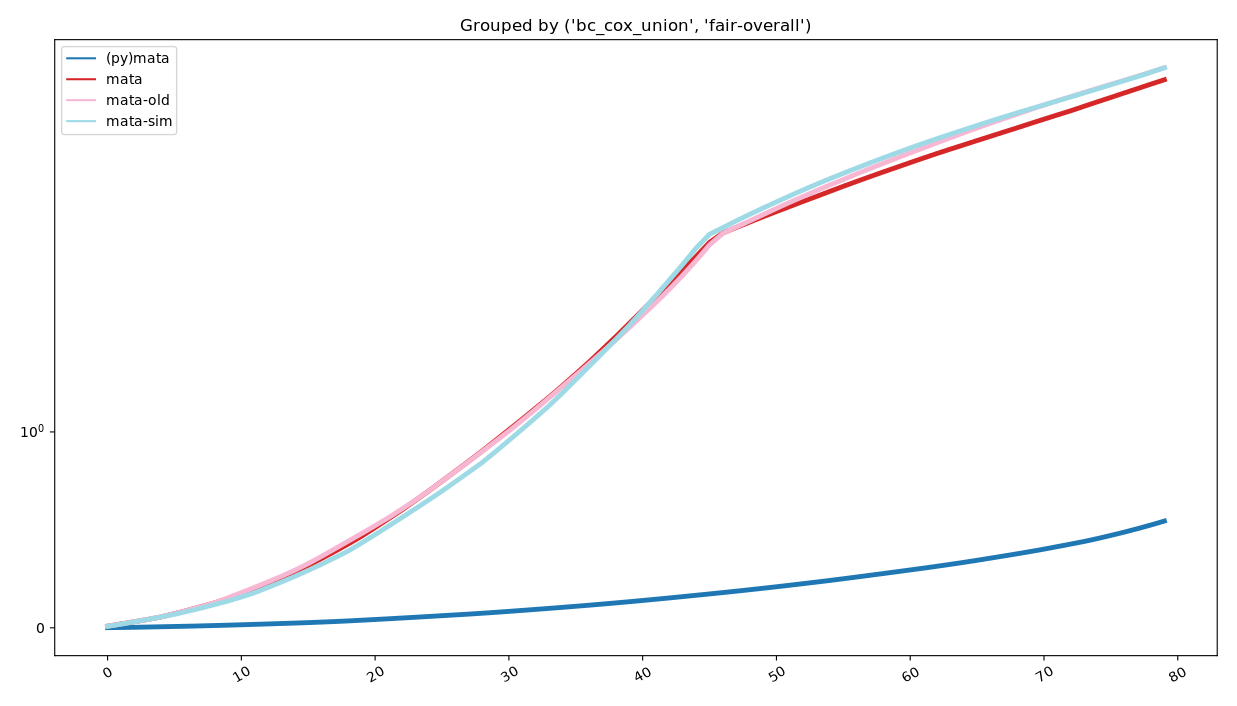 Grouped by ('bc_cox_union', 'fair-overall')
(py)mata
mata
mata-old
mata-sim
10⁰
0
0 10 20 30 40 50 60 70 80